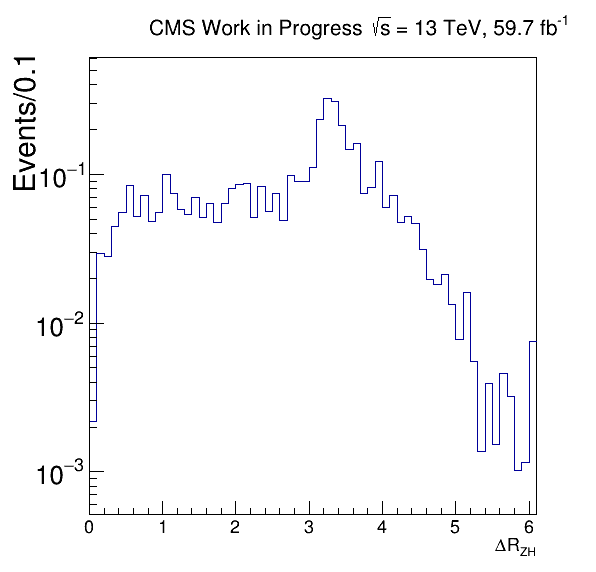 CMS Work in Progress √s = 13 TeV, 59.7 fb⁻¹
Events/0.1
10⁻¹
10⁻²
10⁻³
0 1 2 3 4 5 6
ΔR_ZH